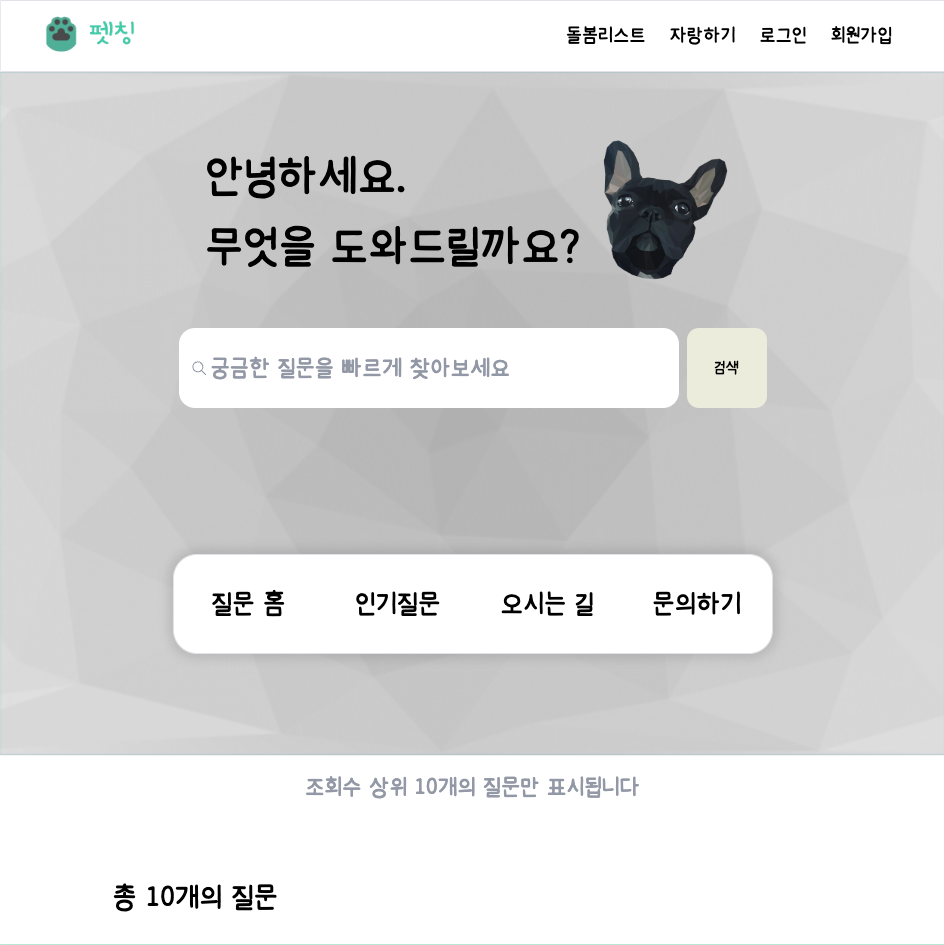 펫칭
돌봄리스트 자랑하기 로그인 회원가입
안녕하세요.
무엇을 도와드릴까요?
궁금한 질문을 빠르게 찾아보세요
검색
질문 홈 인기질문 오시는 길 문의하기
조회수 상위 10개의 질문만 표시됩니다
총 10개의 질문